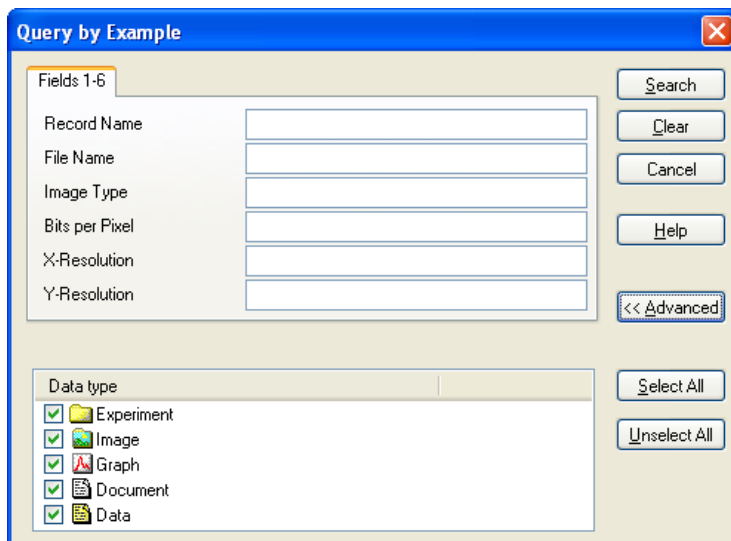 Query by Example
Fields 1-6
Record Name
File Name
Image Type
Bits per Pixel
X-Resolution
Y-Resolution
Search
Clear
Cancel
Help
<< Advanced
Data type
Experiment
Image
Graph
Document
Data
Select All
Unselect All